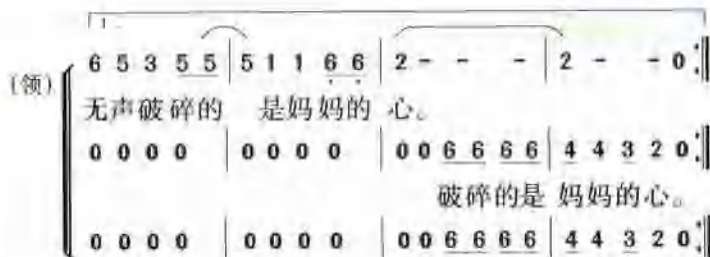 1
(领) 6 5 3 5 5 | 5 1 1 6 6 | 2 - - - | 2 - - 0 :‖
无声破碎的 是妈妈的 心。
0 0 0 0 | 0 0 0 0 | 0 0 6 6 6 6 | 4 4 3 2 0 :‖
破碎的是 妈妈的心。
0 0 0 0 | 0 0 0 0 | 0 0 6 6 6 6 | 4 4 3 2 0 :‖